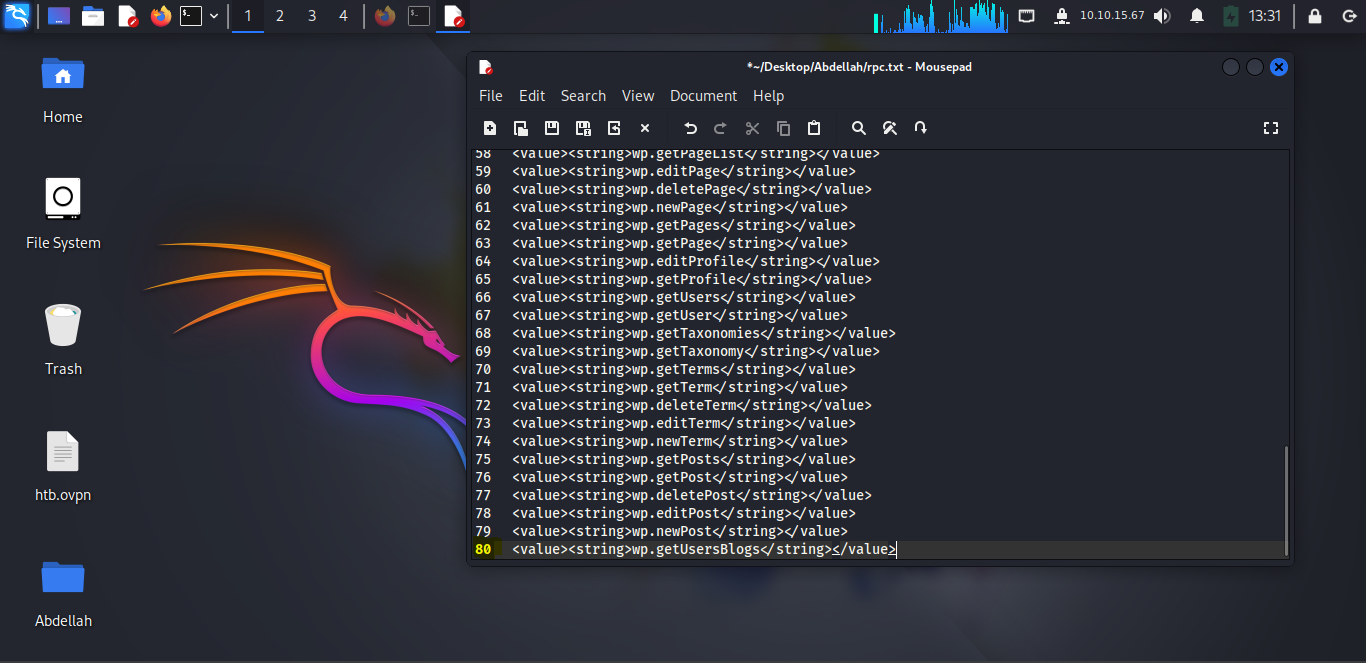 1 2 3 4 10.10.15.67 13:31
Home
File System
Trash
htb.ovpn
Abdellah
*~/Desktop/Abdellah/rpc.txt - Mousepad
File Edit Search View Document Help
58 <value><string>wp.getPageList</string></value>
59 <value><string>wp.editPage</string></value>
60 <value><string>wp.deletePage</string></value>
61 <value><string>wp.newPage</string></value>
62 <value><string>wp.getPages</string></value>
63 <value><string>wp.getPage</string></value>
64 <value><string>wp.editProfile</string></value>
65 <value><string>wp.getProfile</string></value>
66 <value><string>wp.getUsers</string></value>
67 <value><string>wp.getUser</string></value>
68 <value><string>wp.getTaxonomies</string></value>
69 <value><string>wp.getTaxonomy</string></value>
70 <value><string>wp.getTerms</string></value>
71 <value><string>wp.getTerm</string></value>
72 <value><string>wp.deleteTerm</string></value>
73 <value><string>wp.editTerm</string></value>
74 <value><string>wp.newTerm</string></value>
75 <value><string>wp.getPosts</string></value>
76 <value><string>wp.getPost</string></value>
77 <value><string>wp.deletePost</string></value>
78 <value><string>wp.editPost</string></value>
79 <value><string>wp.newPost</string></value>
80 <value><string>wp.getUsersBlogs</string></value>